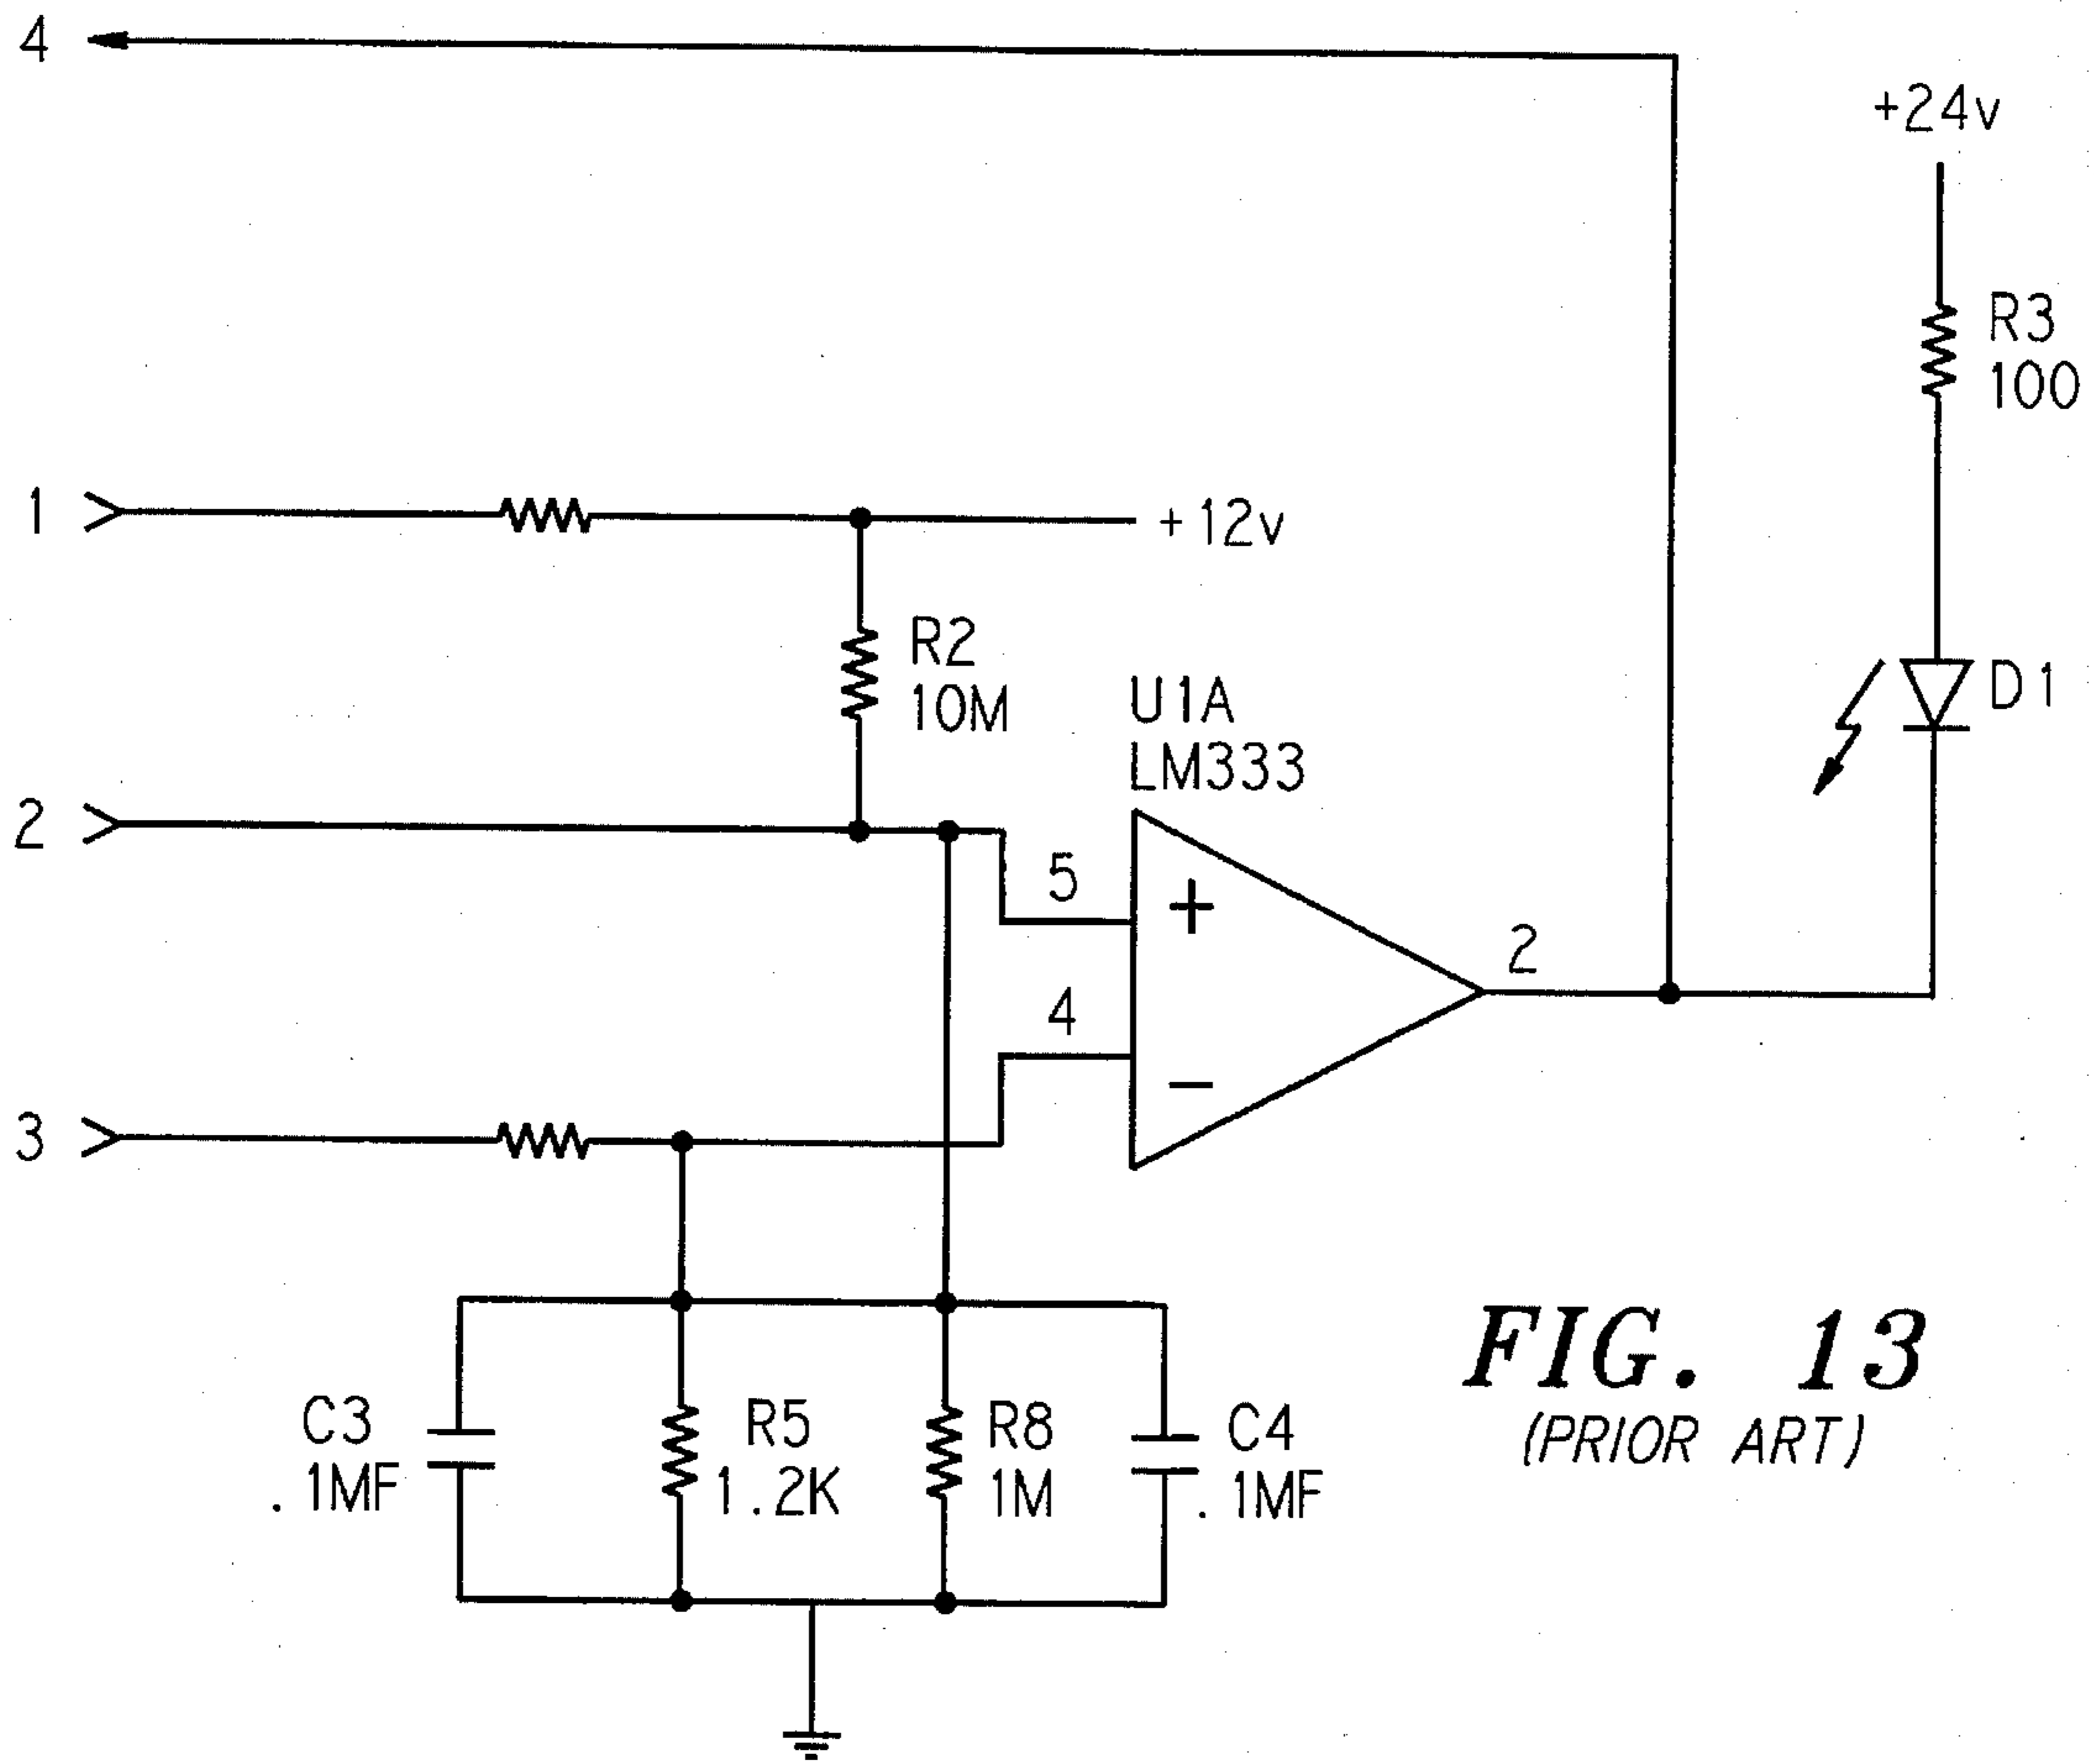 4
+24v
R3
100
1
+12v
R2
10M
D1
U1A
LM333
2
5
+
2
4
−
3
C3
.1MF
R5
1.2K
R8
1M
C4
.1MF
FIG. 13
(PRIOR ART)